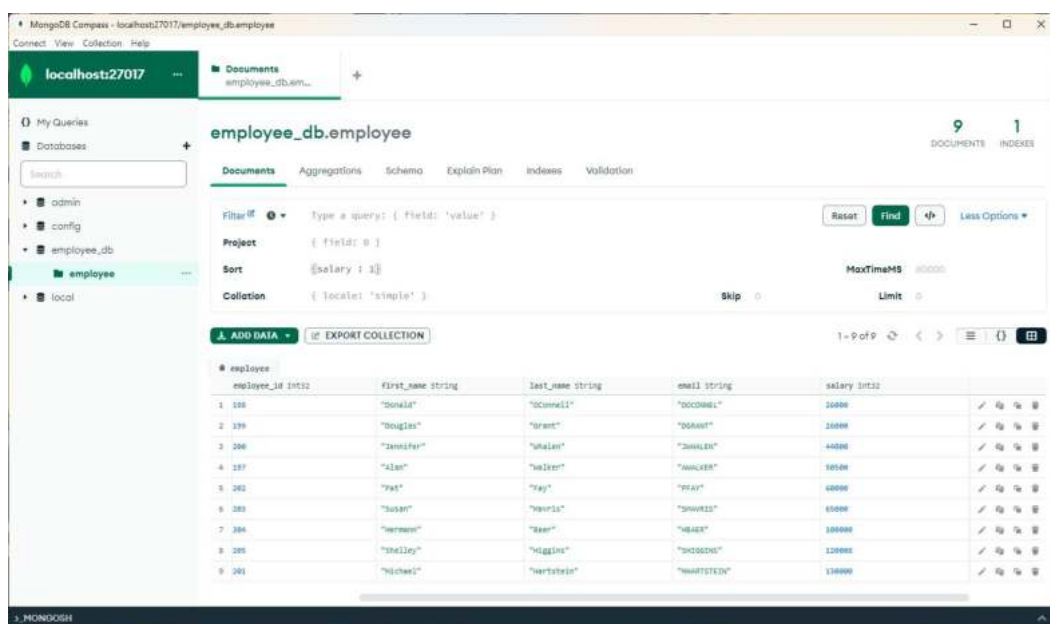 MongoDB Compass - localhost:27017/employee_db.employee
Connect View Collection Help
localhost:27017 ...
Documents
employee_db.em...
+
{} My Queries
Databases +
Search
admin
config
employee_db
employee ...
local
employee_db.employee
9
DOCUMENTS
1
INDEXES
Documents Aggregations Schema Explain Plan Indexes Validation
Filter Type a query: { field: 'value' } Reset Find </> Less Options
Project { field: 0 }
Sort {salary : 1} MaxTimeMS 60000
Collation { locale: 'simple' } Skip 0 Limit 0
ADD DATA EXPORT COLLECTION 1-9 of 9 < > {}
employee
employee_id Int32 first_name String last_name String email String salary Int32
1 198 "Donald" "OConnell" "DOCONNEL" 26000
2 199 "Douglas" "Grant" "DGRANT" 26000
3 200 "Jennifer" "Whalen" "JWHALEN" 44000
4 197 "Alan" "Walker" "AWALKER" 50500
5 202 "Pat" "Fay" "PFAY" 60000
6 203 "Susan" "Mavris" "SMAVRIS" 65000
7 204 "Hermann" "Baer" "HBAER" 100000
8 205 "Shelley" "Higgins" "SHIGGINS"
9 201 "Michael" "Hartstein" "MHARTSTEIN" 130000
>_MONGOSH